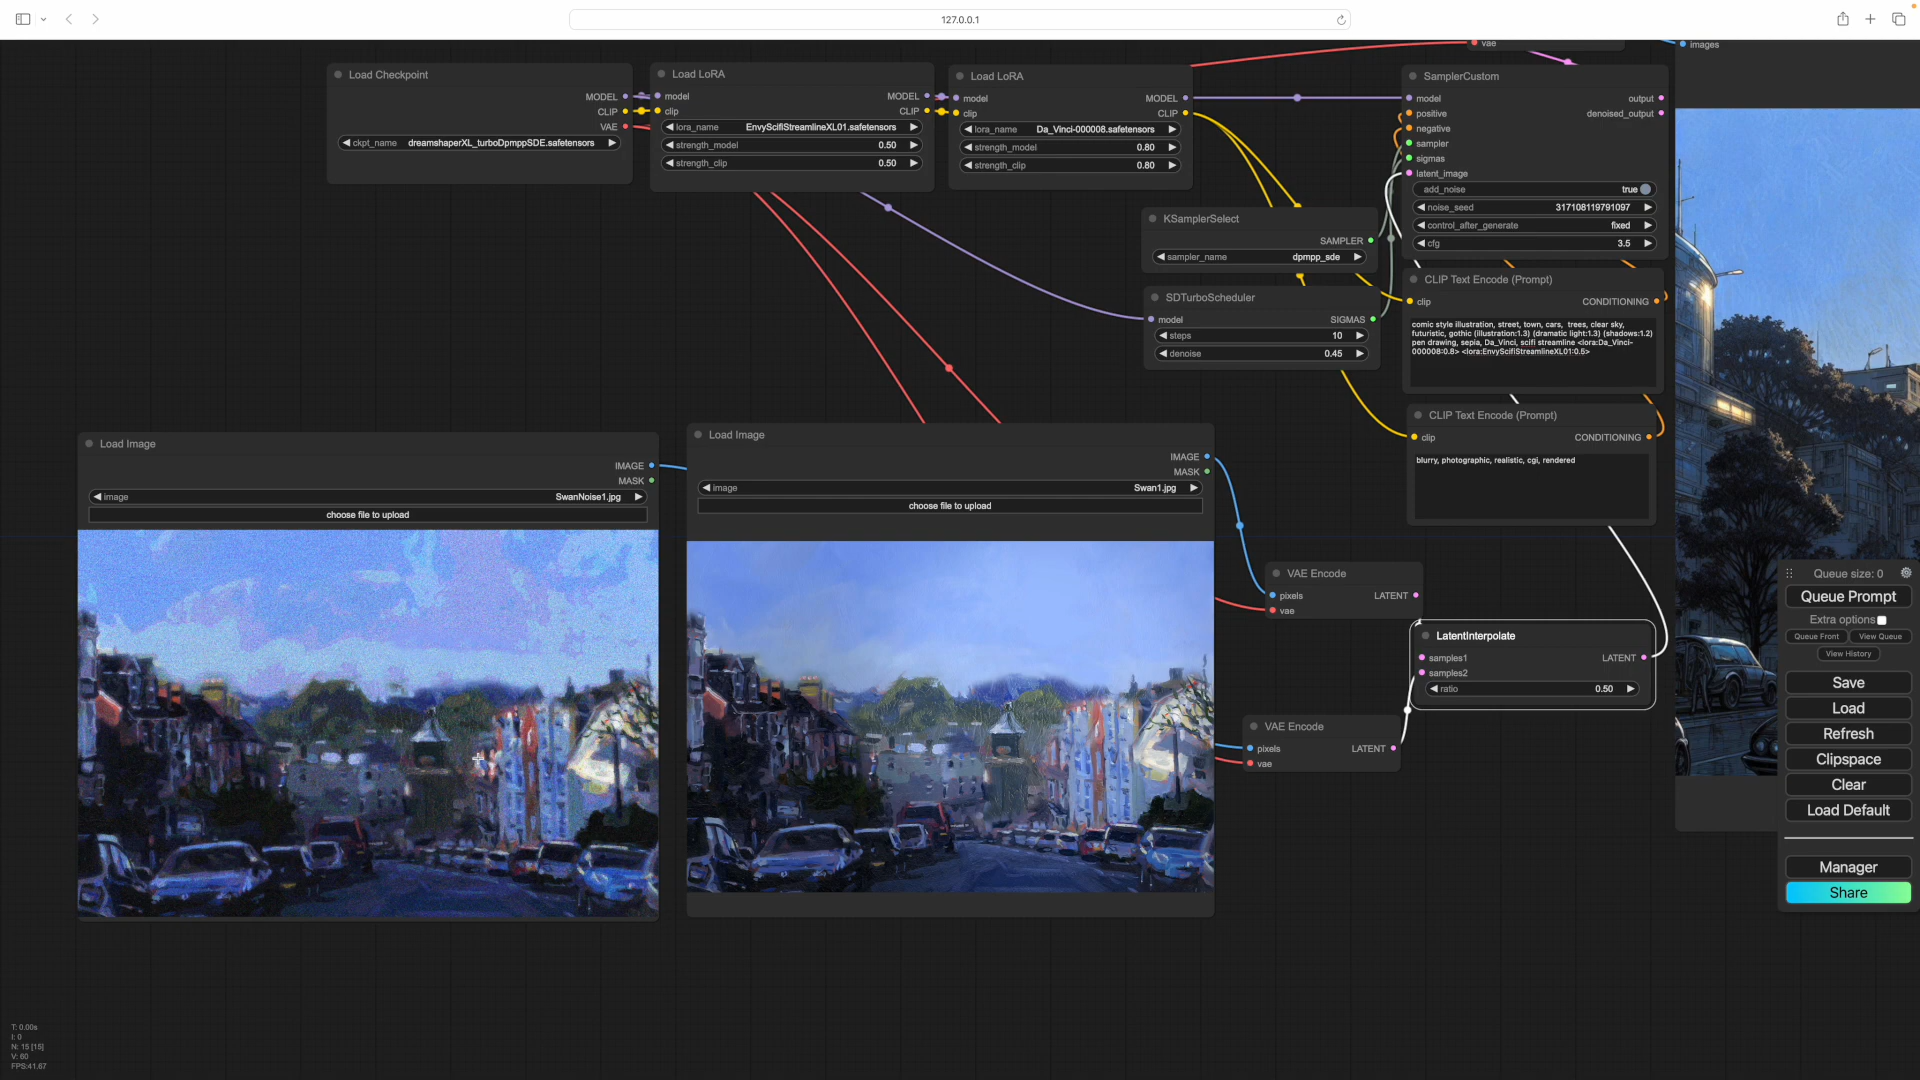 127.0.0.1
vae
images
Load Checkpoint
MODEL
CLIP
VAE
ckpt_name dreamshaperXL_turboDpmppSDE.safetensors
Load LoRA
model MODEL
clip CLIP
lora_name EnvyScifiStreamlineXL01.safetensors
strength_model 0.50
strength_clip 0.50
Load LoRA
model MODEL
clip CLIP
lora_name Da_Vinci-000008.safetensors
strength_model 0.80
strength_clip 0.80
SamplerCustom
model output
positive denoised_output
negative
sampler
sigmas
latent_image
add_noise true
noise_seed 317108119791097
control_after_generate fixed
cfg 3.5
KSamplerSelect
SAMPLER
sampler_name dpmpp_sde
SDTurboScheduler
model SIGMAS
steps 10
denoise 0.45
CLIP Text Encode (Prompt)
clip CONDITIONING
comic style illustration, street, town, cars, trees, clear sky,
futuristic, gothic (illustration:1.3) (dramatic light:1.3) (shadows:1.2)
pen drawing, sepia, Da_Vinci, scifi streamline <lora:Da_Vinci-
000008:0.8> <lora:EnvyScifiStreamlineXL01:0.5>
CLIP Text Encode (Prompt)
clip CONDITIONING
blurry, photographic, realistic, cgi, rendered
Load Image
IMAGE
MASK
image SwanNoise1.jpg
choose file to upload
Load Image
IMAGE
MASK
image Swan1.jpg
choose file to upload
VAE Encode
pixels LATENT
vae
LatentInterpolate
samples1 LATENT
samples2
ratio 0.50
VAE Encode
pixels LATENT
vae
Queue size: 0
Queue Prompt
Extra options
Queue Front View Queue
View History
Save
Load
Refresh
Clipspace
Clear
Load Default
Manager
Share
T: 0.00s
I: 0
N: 15 [15]
V: 60
FPS:41.67